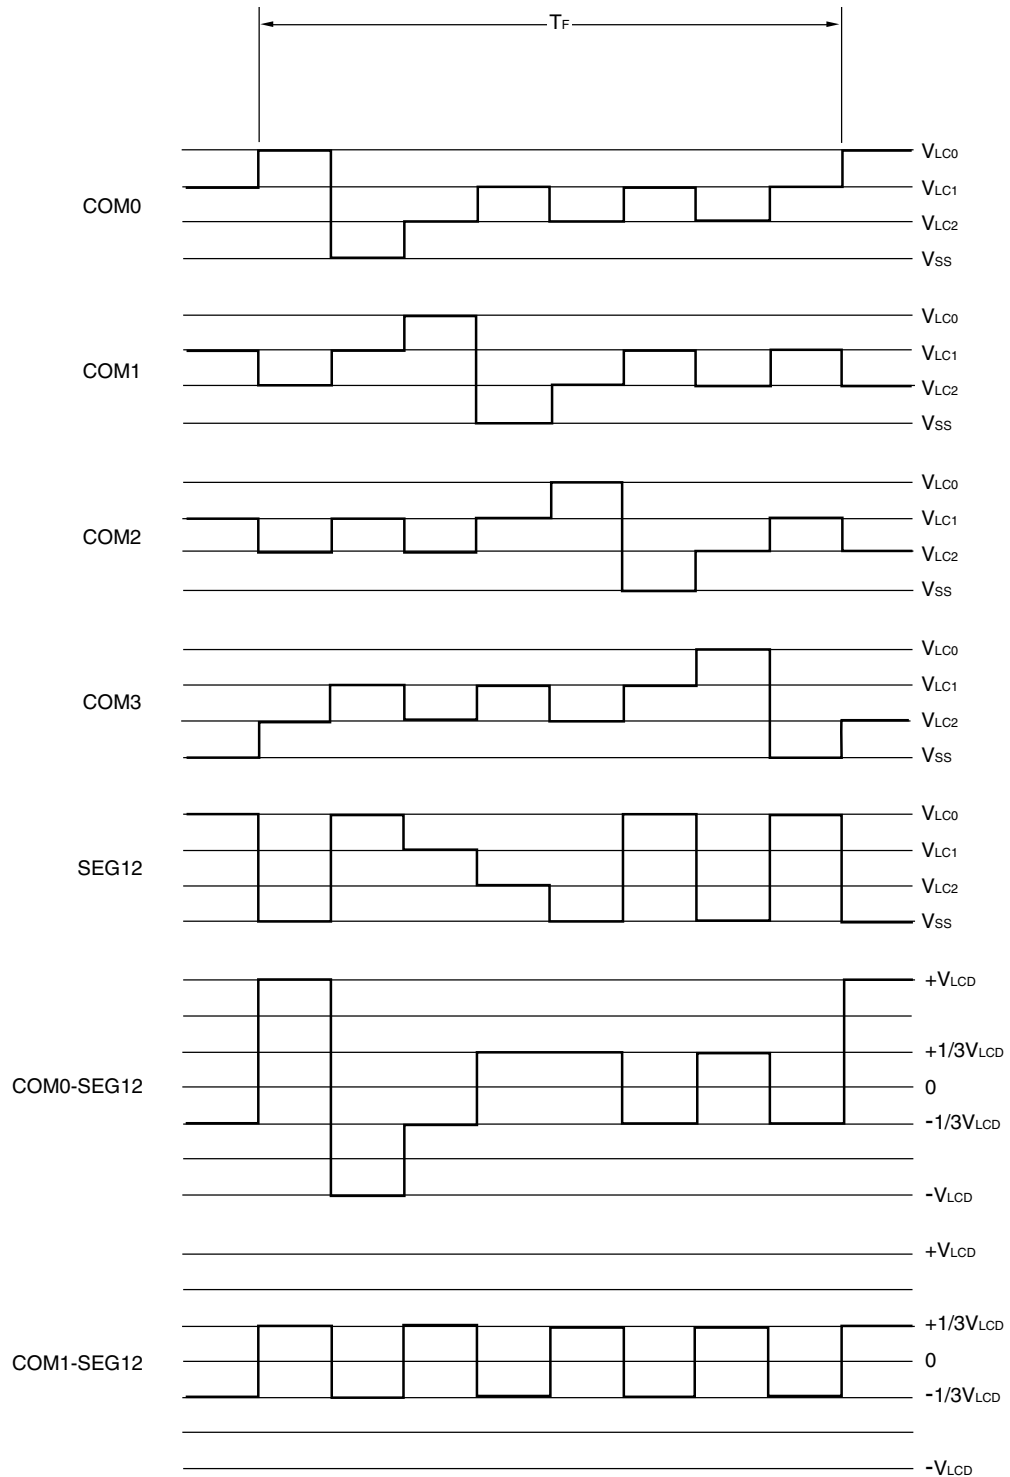 TF
COM0
VLC0
VLC1
VLC2
VSS
COM1
VLC0
VLC1
VLC2
VSS
COM2
VLC0
VLC1
VLC2
VSS
COM3
VLC0
VLC1
VLC2
VSS
SEG12
VLC0
VLC1
VLC2
VSS
COM0-SEG12
+VLCD
+1/3VLCD
0
-1/3VLCD
-VLCD
COM1-SEG12
+VLCD
+1/3VLCD
0
-1/3VLCD
-VLCD